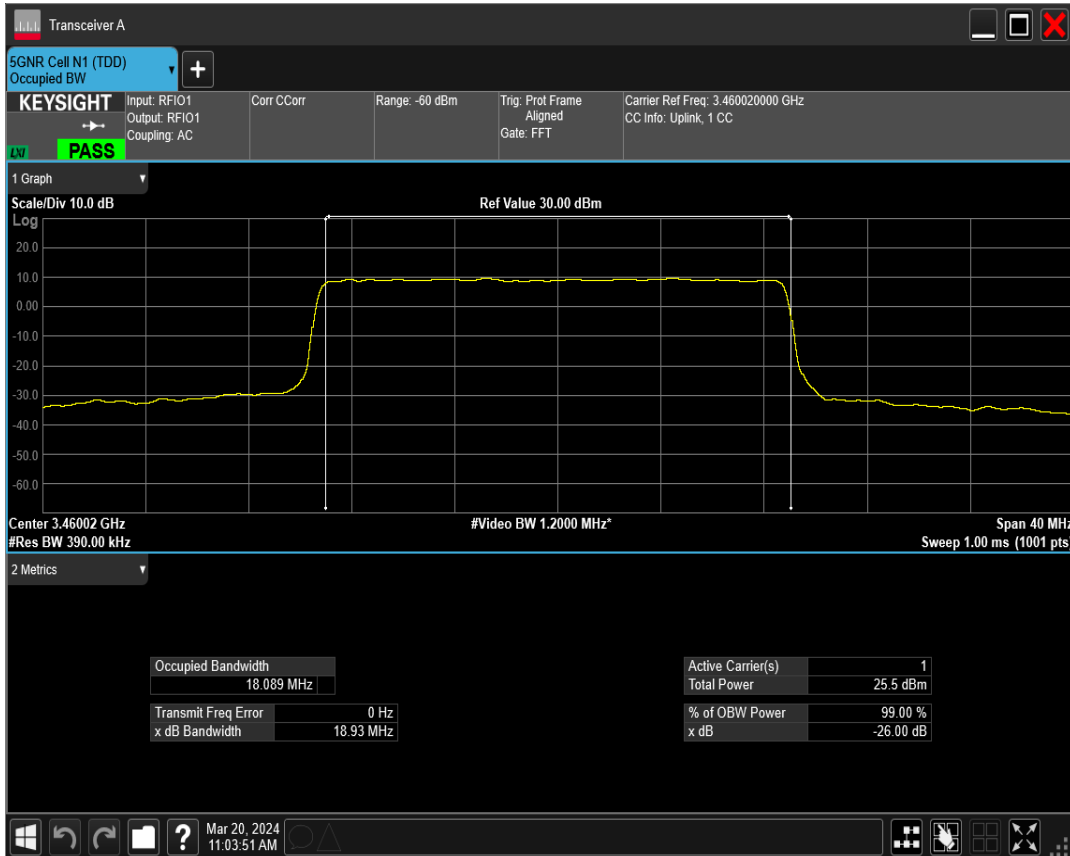 Transceiver A
5GNR Cell N1 (TDD)
Occupied BW
+
KEYSIGHT
LXI
PASS
Input: RFIO1
Output: RFIO1
Coupling: AC
Corr CCorr
Range: -60 dBm
Trig: Prot Frame
Aligned
Gate: FFT
Carrier Ref Freq: 3.460020000 GHz
CC Info: Uplink, 1 CC
1 Graph
Scale/Div 10.0 dB
Ref Value 30.00 dBm
Log
20.0
10.0
0.00
-10.0
-20.0
-30.0
-40.0
-50.0
-60.0
Center 3.46002 GHz
#Video BW 1.2000 MHz*
Span 40 MHz
#Res BW 390.00 kHz
Sweep 1.00 ms (1001 pts)
2 Metrics
Occupied Bandwidth
18.089 MHz
Transmit Freq Error 0 Hz
x dB Bandwidth 18.93 MHz
Active Carrier(s) 1
Total Power 25.5 dBm
% of OBW Power 99.00 %
x dB -26.00 dB
?
Mar 20, 2024
11:03:51 AM